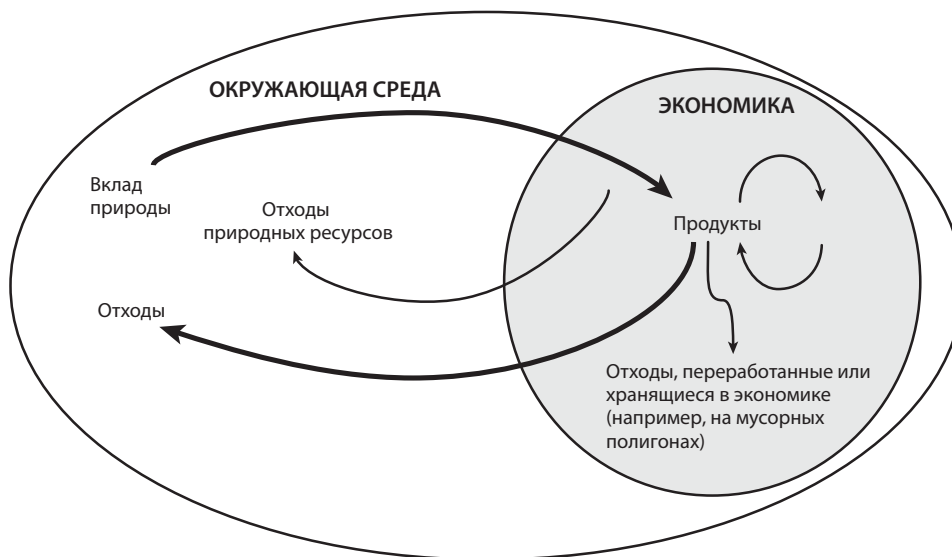 ОКРУЖАЮЩАЯ СРЕДА
ЭКОНОМИКА
Вклад
природы
Отходы
природных ресурсов
Продукты
Отходы
Отходы, переработанные или
хранящиеся в экономике
(например, на мусорных
полигонах)